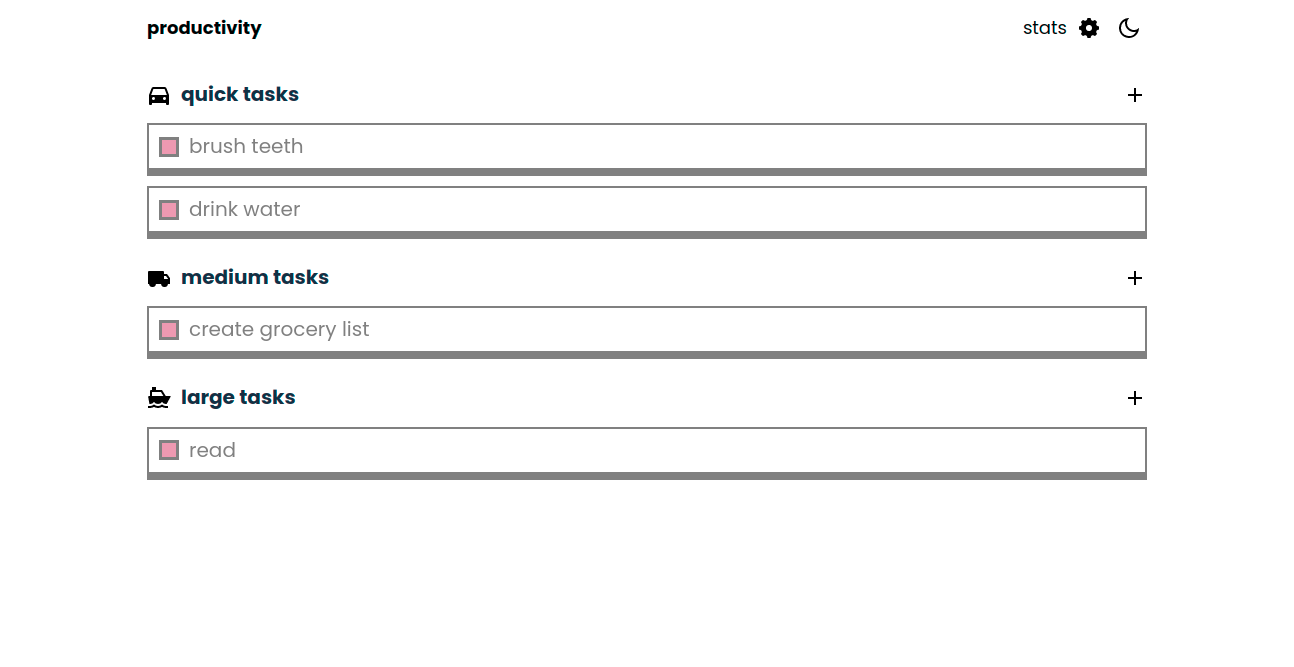 productivity
stats
quick tasks
brush teeth
drink water
medium tasks
create grocery list
large tasks
read